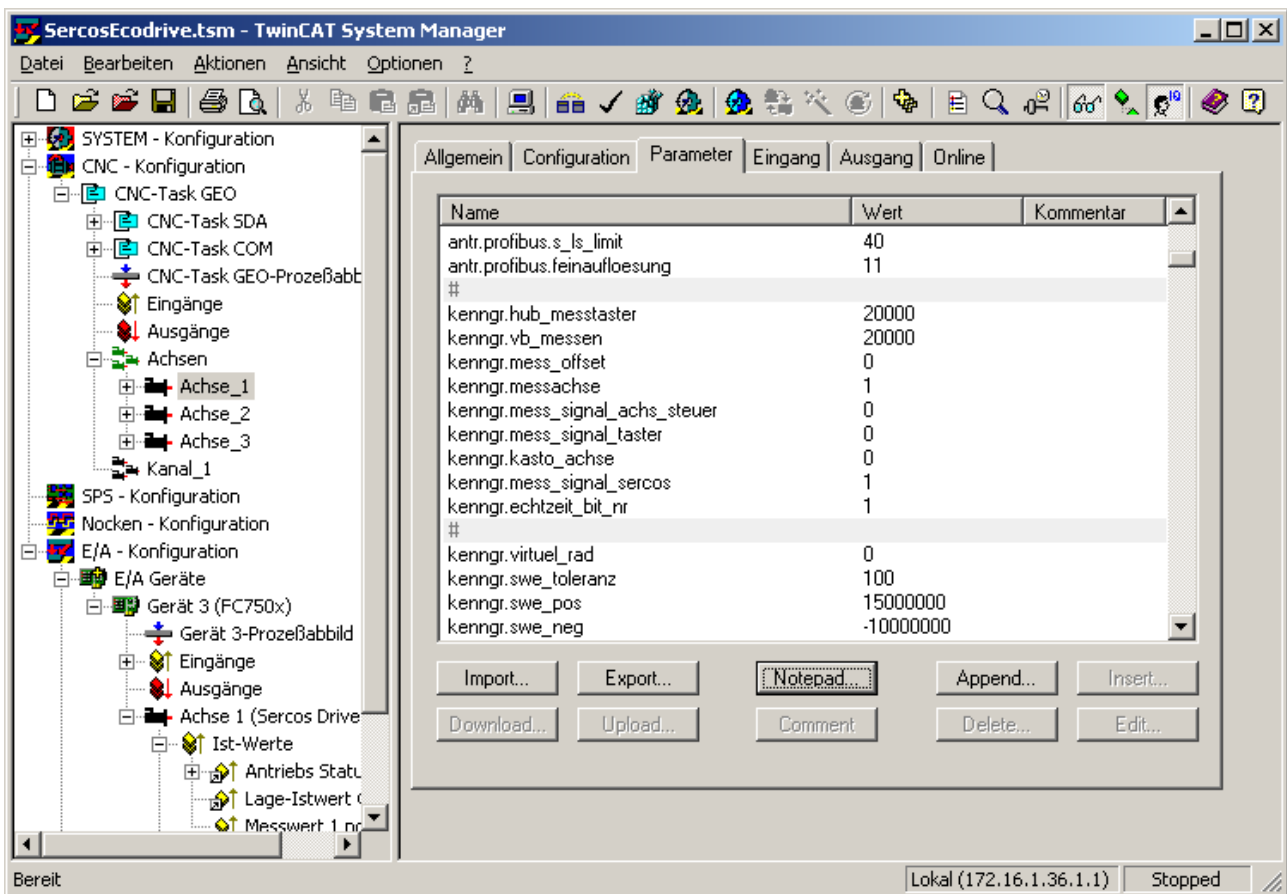 SercosEcodrive.tsm - TwinCAT System Manager
Datei Bearbeiten Aktionen Ansicht Optionen ?
SYSTEM - Konfiguration
CNC - Konfiguration
CNC-Task GEO
CNC-Task SDA
CNC-Task COM
CNC-Task GEO-Prozeßabb
Eingänge
Ausgänge
Achsen
Achse_1
Achse_2
Achse_3
Kanal_1
SPS - Konfiguration
Nocken - Konfiguration
E/A - Konfiguration
E/A Geräte
Gerät 3 (FC750x)
Gerät 3-Prozeßabbild
Eingänge
Ausgänge
Achse 1 (Sercos Drive
Ist-Werte
Antriebs Statu
Lage-Istwert
Messwert 1
Allgemein Configuration Parameter Eingang Ausgang Online
Name Wert Kommentar
antr.profibus.s_ls_limit 40
antr.profibus.feinaufloesung 11
#
kenngr.hub_messtaster 20000
kenngr.vb_messen 20000
kenngr.mess_offset 0
kenngr.messachse 1
kenngr.mess_signal_achs_steuer 0
kenngr.mess_signal_taster 0
kenngr.kasto_achse 0
kenngr.mess_signal_sercos 1
kenngr.echtzeit_bit_nr 1
#
kenngr.virtuel_rad 0
kenngr.swe_toleranz 100
kenngr.swe_pos 15000000
kenngr.swe_neg -10000000
Import... Export... Notepad... Append... Insert...
Download... Upload... Comment Delete... Edit...
Bereit Lokal (172.16.1.36.1.1) Stopped